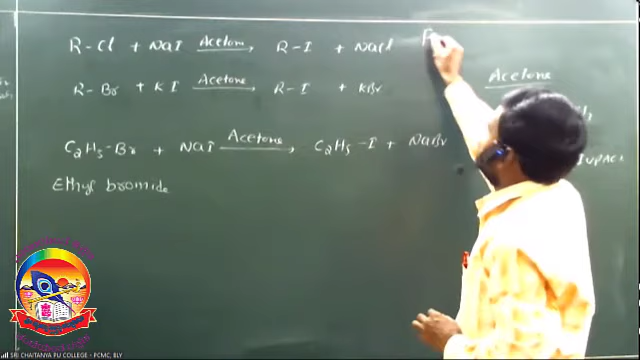 R-Cl + NaI Acetone R-I + NaCl
R-Br + KI Acetone R-I + KBr
Acetone
C₂H₅-Br + NaI Acetone C₂H₅-I + NaBr
IUPAC
Ethyl bromide
SRI CHAITANYA PU COLLEGE - PCMC, BLY